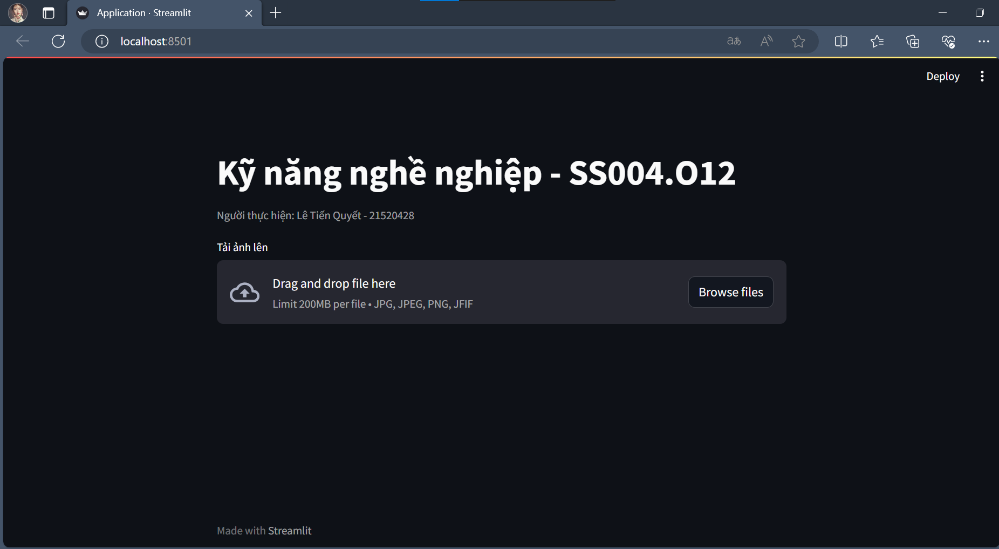 Application · Streamlit
localhost:8501
Deploy
Kỹ năng nghề nghiệp - SS004.O12
Người thực hiện: Lê Tiến Quyết - 21520428
Tải ảnh lên
Drag and drop file here
Limit 200MB per file • JPG, JPEG, PNG, JFIF
Browse files
Made with Streamlit